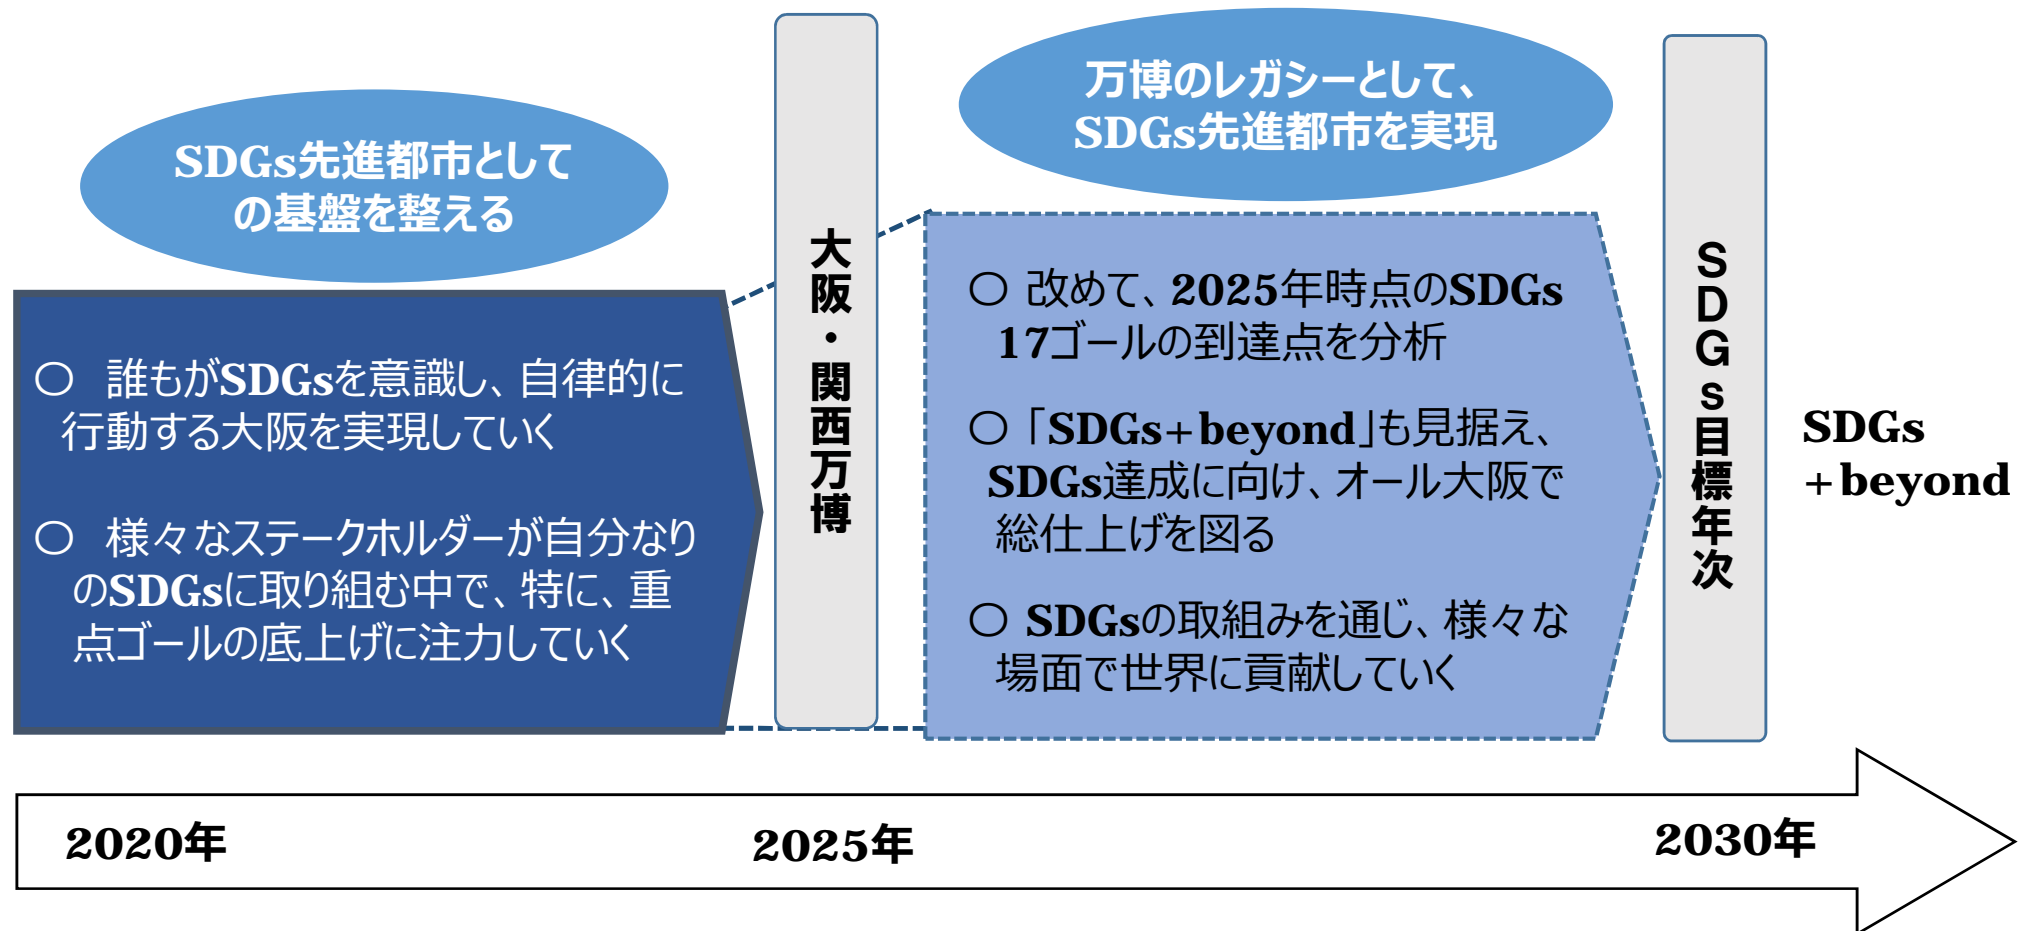 SDGs先進都市として
の基盤を整える
〇　誰もがSDGsを意識し、自律的に
行動する大阪を実現していく
〇　様々なステークホルダーが自分なり
のSDGsに取り組む中で、特に、重
点ゴールの底上げに注力していく
大阪・関西万博
万博のレガシーとして、
SDGs先進都市を実現
〇 改めて、2025年時点のSDGs
17ゴールの到達点を分析
〇「SDGs+beyond」も見据え、
SDGs達成に向け、オール大阪で
総仕上げを図る
〇 SDGsの取組みを通じ、様々な
場面で世界に貢献していく
SDGs目標年次
SDGs
+beyond
2020年
2025年
2030年